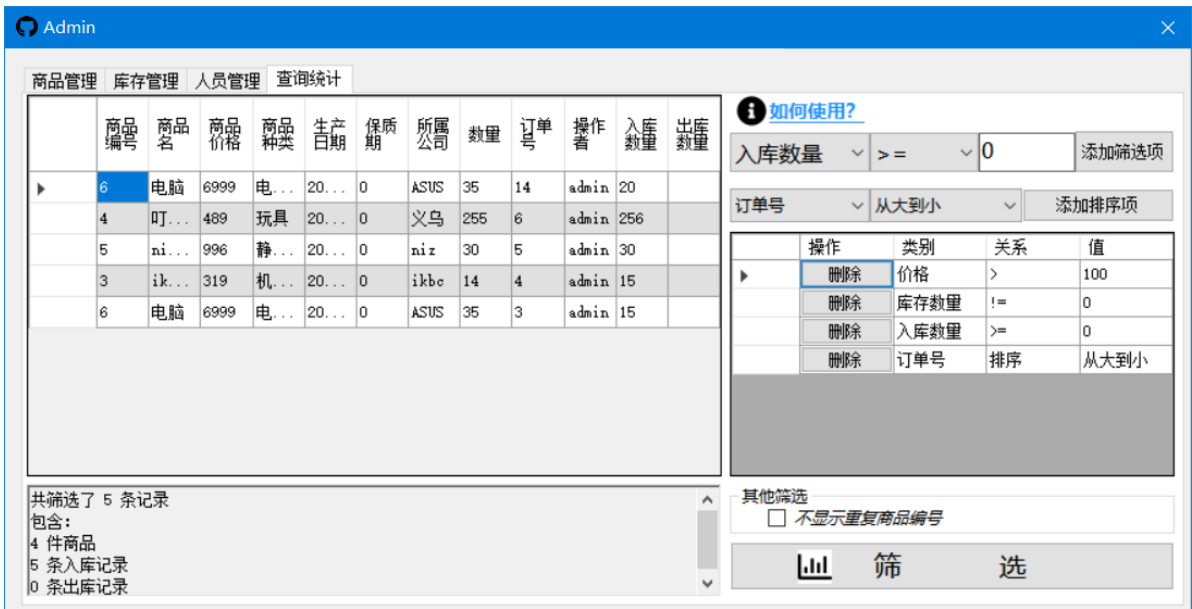 Admin
商品管理 库存管理 人员管理 查询统计
商品编号 商品名 商品价格 商品种类 生产日期 保质期 所属公司 数量 订单号 操作者 入库数量 出库数量
6 电脑 6999 电... 20... 0 ASUS 35 14 admin 20
4 叮... 489 玩具 20... 0 义乌 255 6 admin 256
5 ni... 996 静... 20... 0 niz 30 5 admin 30
3 ik... 319 机... 20... 0 ikbc 14 4 admin 15
6 电脑 6999 电... 20... 0 ASUS 35 3 admin 15
共筛选了 5 条记录
包含:
4 件商品
5 条入库记录
0 条出库记录
如何使用?
入库数量 >= 0 添加筛选项
订单号 从大到小 添加排序项
操作 类别 关系 值
删除 价格 > 100
删除 库存数量 != 0
删除 入库数量 >= 0
删除 订单号 排序 从大到小
其他筛选
不显示重复商品编号
筛 选